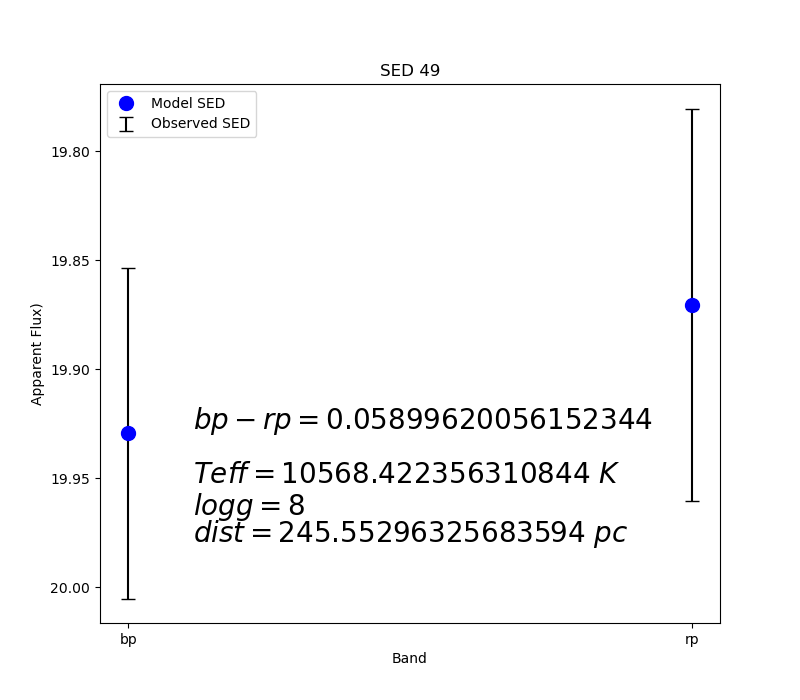 SED 49
Model SED
Observed SED
19.80
19.85
19.90
19.95
20.00
Apparent Flux)
bp − rp = 0.05899620056152344
Teff = 10568.422356310844 K
logg = 8
dist = 245.55296325683594 pc
bp
rp
Band